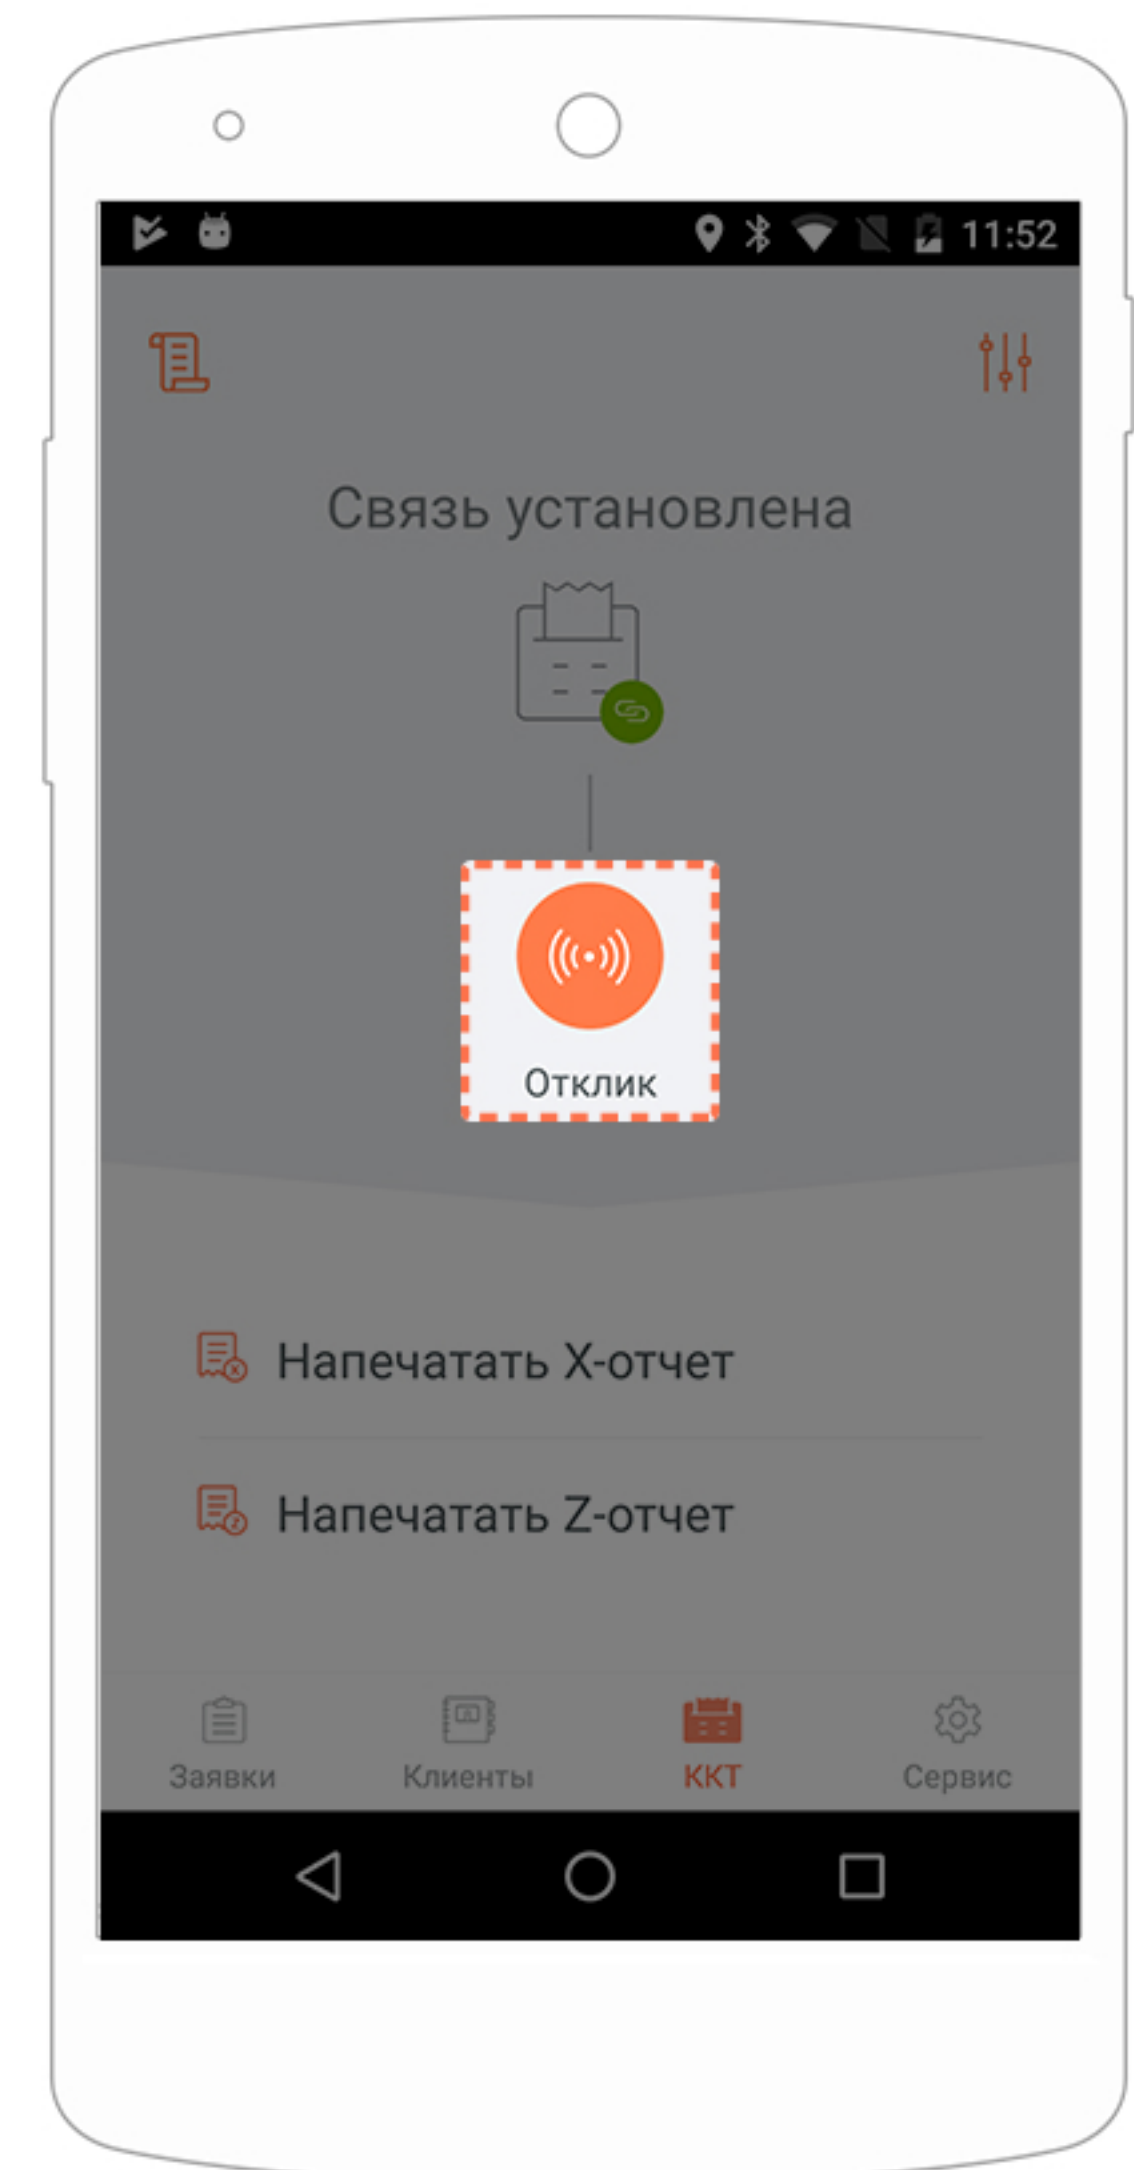 11:52
Связь установлена
Отклик
Напечатать X-отчет
Напечатать Z-отчет
Заявки Клиенты ККТ Сервис